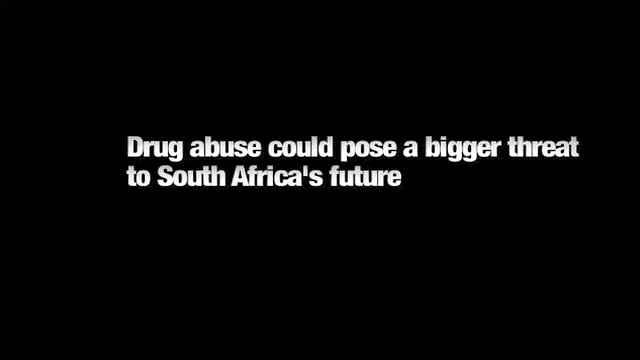 Drug abuse could pose a bigger threat
to South Africa's future